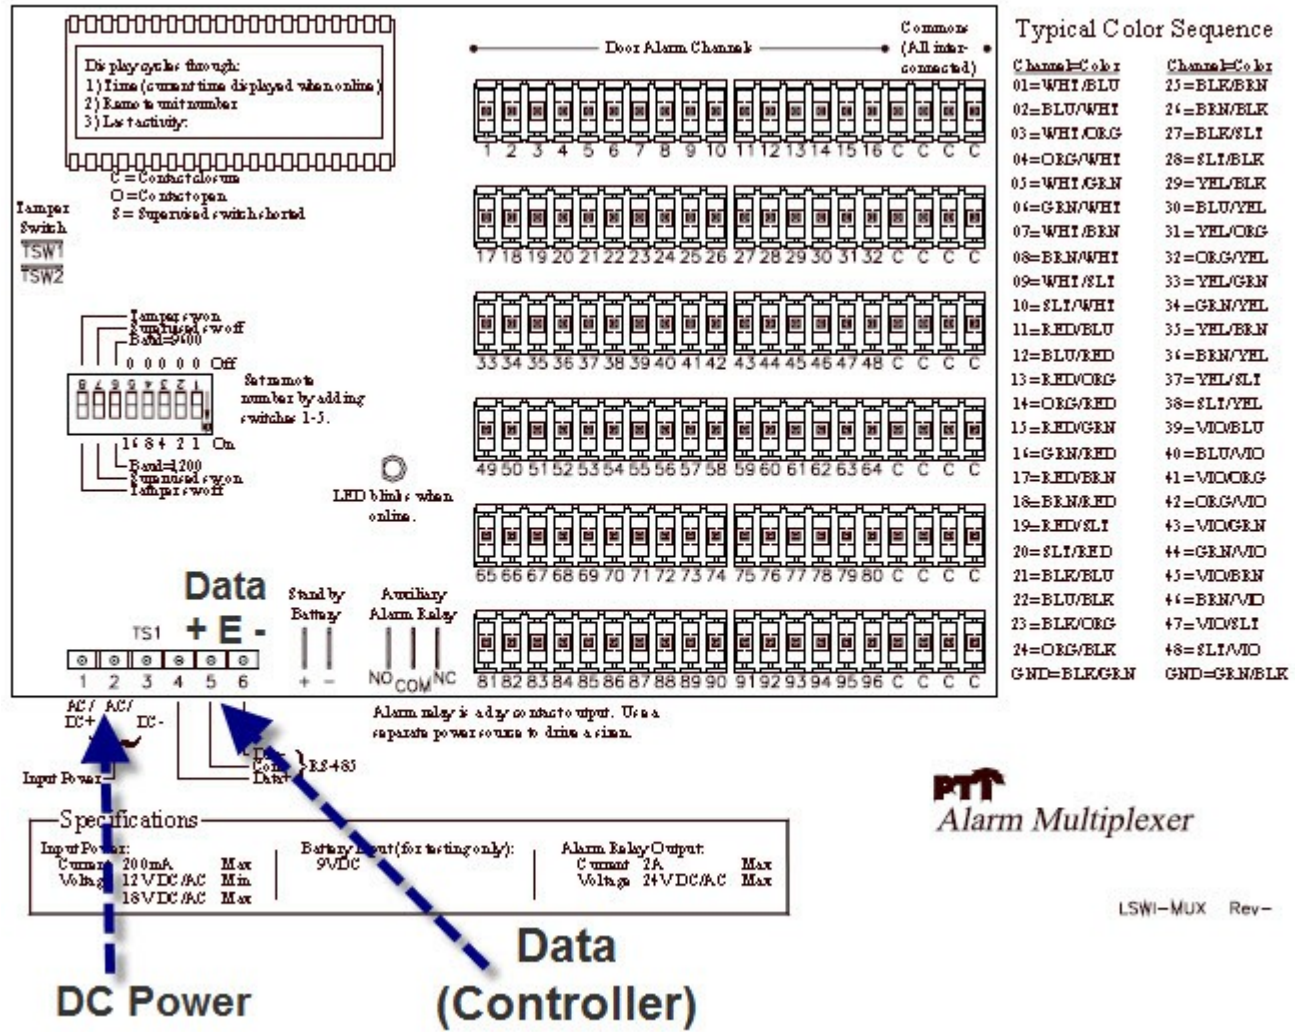 Display cycles through:
1) Time (current time displayed when online)
2) Remote unit number
3) Last activity:
C = Contact closure
O = Contact open
S = Supervised switch shorted
Tamper
Switch
TSW1
TSW2
Tamper sw on
Supervised sw off
Baud=9600
0 0 0 0 0 Off
8 7 6 5 4 3 2 1
16 8 4 2 1 On
Baud=1200
Supervised sw on
Tamper sw off
Set remote
number by adding
switches 1-5.
LED blinks when
online.
Door Alarm Channels
Commons
(All inter-
connected)
1 2 3 4 5 6 7 8 9 10 11 12 13 14 15 16 C C C C
17 18 19 20 21 22 23 24 25 26 27 28 29 30 31 32 C C C C
33 34 35 36 37 38 39 40 41 42 43 44 45 46 47 48 C C C C
49 50 51 52 53 54 55 56 57 58 59 60 61 62 63 64 C C C C
65 66 67 68 69 70 71 72 73 74 75 76 77 78 79 80 C C C C
81 82 83 84 85 86 87 88 89 90 91 92 93 94 95 96 C C C C
Data
+ E -
TS1
1 2 3 4 5 6
AC/ AC/
DC+ DC-
Input Power
Data-
Com
Data+
RS-485
Standby
Battery
+ -
Auxiliary
Alarm Relay
NO COM NC
Alarm relay is a dry contact output. Use a
separate power source to drive a siren.
Specifications
Input Power:
Current 200mA Max
Voltage 12VDC/AC Min
18VDC/AC Max
Battery Input (for testing only):
9VDC
Alarm Relay Output:
Current 2A Max
Voltage 24VDC/AC Max
DC Power
Data
(Controller)
Typical Color Sequence
Channel=Color
01=WHT/BLU
02=BLU/WHT
03=WHT/ORG
04=ORG/WHT
05=WHT/GRN
06=GRN/WHT
07=WHT/BRN
08=BRN/WHT
09=WHT/SLT
10=SLT/WHT
11=RED/BLU
12=BLU/RED
13=RED/ORG
14=ORG/RED
15=RED/GRN
16=GRN/RED
17=RED/BRN
18=BRN/RED
19=RED/SLT
20=SLT/RED
21=BLK/BLU
22=BLU/BLK
23=BLK/ORG
24=ORG/BLK
GND=BLK/GRN
Channel=Color
25=BLK/BRN
26=BRN/BLK
27=BLK/SLT
28=SLT/BLK
29=YEL/BLK
30=BLU/YEL
31=YEL/ORG
32=ORG/YEL
33=YEL/GRN
34=GRN/YEL
35=YEL/BRN
36=BRN/YEL
37=YEL/SLT
38=SLT/YEL
39=VIO/BLU
40=BLU/VIO
41=VIO/ORG
42=ORG/VIO
43=VIO/GRN
44=GRN/VIO
45=VIO/BRN
46=BRN/VIO
47=VIO/SLT
48=SLT/VIO
GND=GRN/BLK
PTI
Alarm Multiplexer
LSWI-MUX Rev-